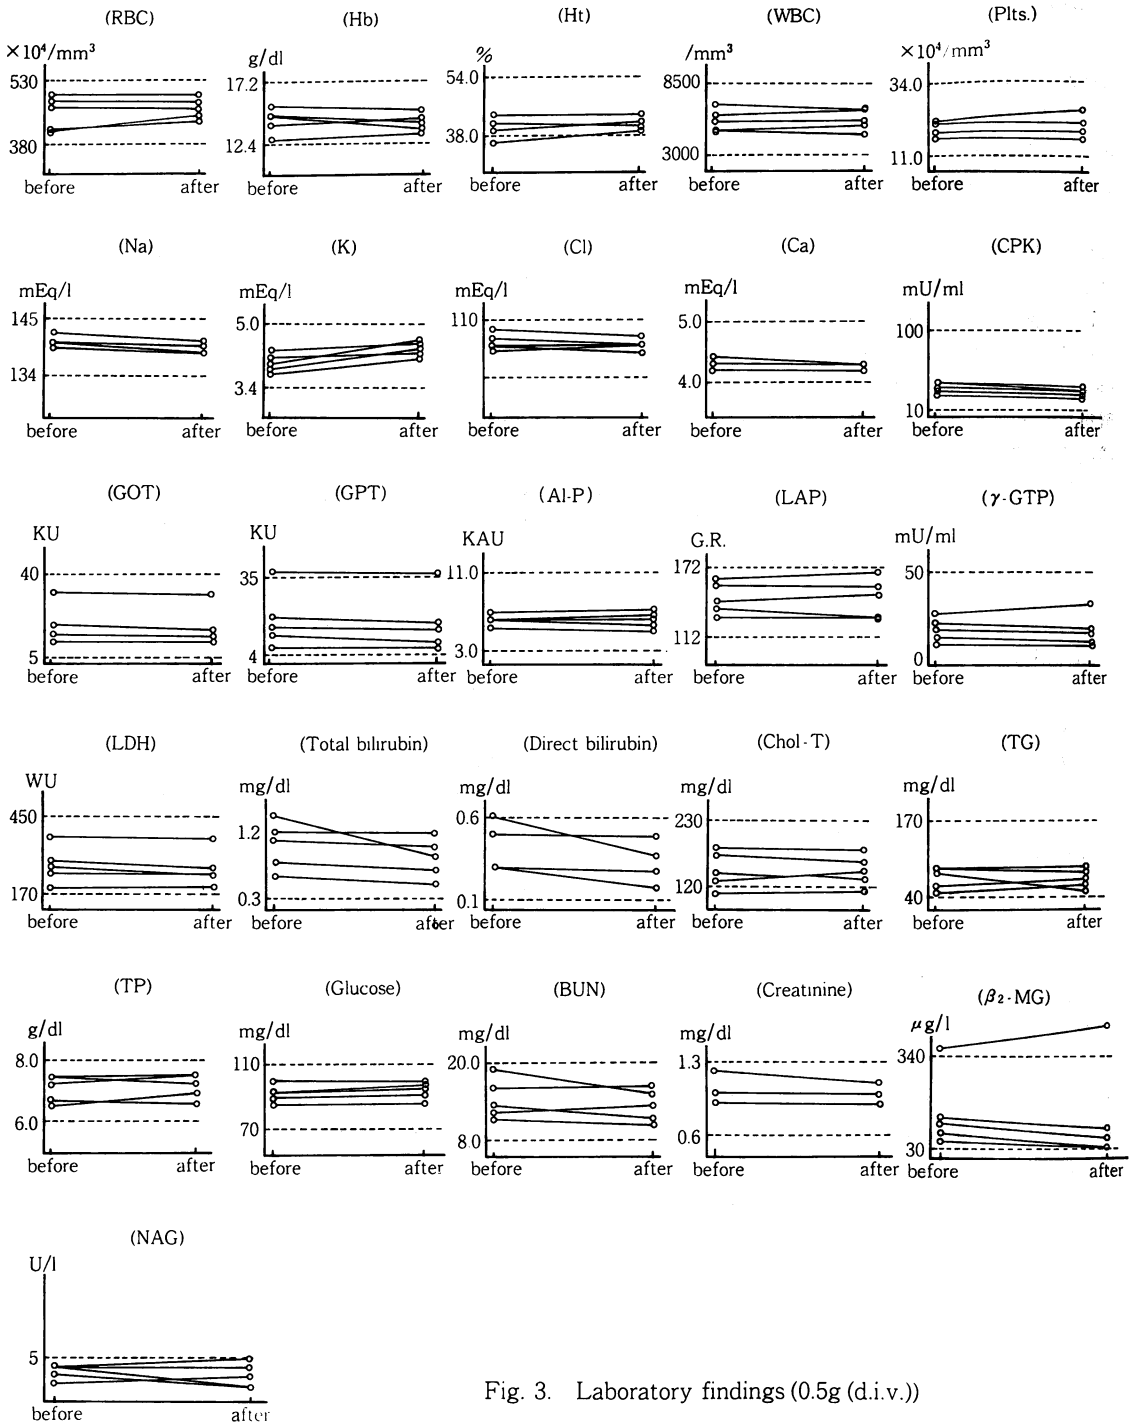 (RBC)
×10⁴/mm³
530
380
before after
(Hb)
g/dl
17.2
12.4
before after
(Ht)
%
54.0
38.0
before after
(WBC)
/mm³
8500
3000
before after
(Plts.)
×10⁴/mm³
34.0
11.0
before after
(Na)
mEq/l
145
134
before after
(K)
mEq/l
5.0
3.4
before after
(Cl)
mEq/l
110
before after
(Ca)
mEq/l
5.0
4.0
before after
(CPK)
mU/ml
100
10
before after
(GOT)
KU
40
5
before after
(GPT)
KU
35
4
before after
(Al-P)
KAU
11.0
3.0
before after
(LAP)
G.R.
172
112
before after
(γ-GTP)
mU/ml
50
0
before after
(LDH)
WU
450
170
before after
(Total bilirubin)
mg/dl
1.2
0.3
before after
(Direct bilirubin)
mg/dl
0.6
0.1
before after
(Chol-T)
mg/dl
230
120
before after
(TG)
mg/dl
170
40
before after
(TP)
g/dl
8.0
6.0
before after
(Glucose)
mg/dl
110
70
before after
(BUN)
mg/dl
20.0
8.0
before after
(Creatinine)
mg/dl
1.3
0.6
before after
(β₂-MG)
μg/l
340
30
before after
(NAG)
U/l
5
before after
Fig. 3. Laboratory findings (0.5g (d.i.v.))